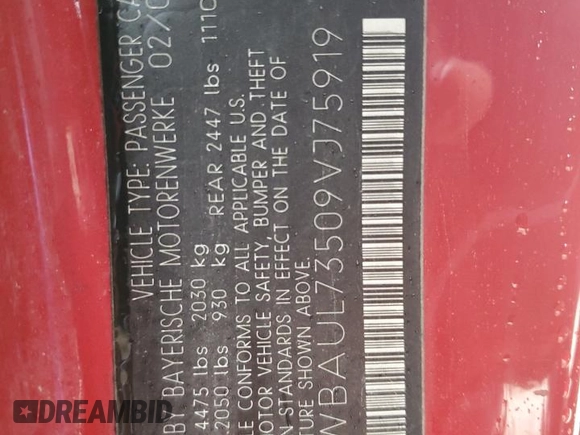 VEHICLE TYPE: PASSENGER CA
BY BAYERISCHE MOTORENWERKE 02/0
4475 lbs 2030 kg
2050 lbs 930 kg REAR 2447 lbs 1110
LE CONFORMS TO ALL APPLICABLE U.S.
OTOR VEHICLE SAFETY, BUMPER AND THEFT
N STANDARDS IN EFFECT ON THE DATE OF
TURE SHOWN ABOVE.
WBAUL73509VJ75919
DREAMBID